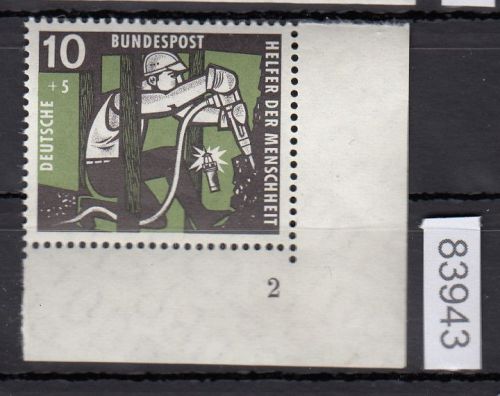 10
BUNDESPOST
+5
DEUTSCHE
HELFER DER MENSCHHEIT
2
83943